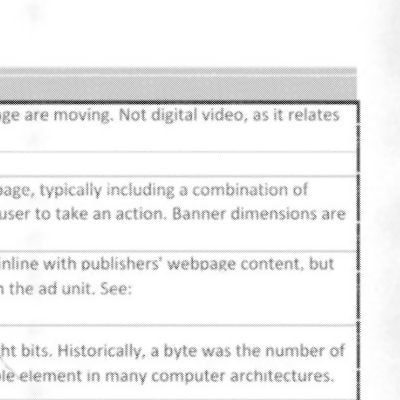 ge are moving. Not digital video, as it relates
page, typically including a combination of
user to take an action. Banner dimensions are
inline with publishers' webpage content, but
the ad unit. See:
ht bits. Historically, a byte was the number of
element in many computer architectures.